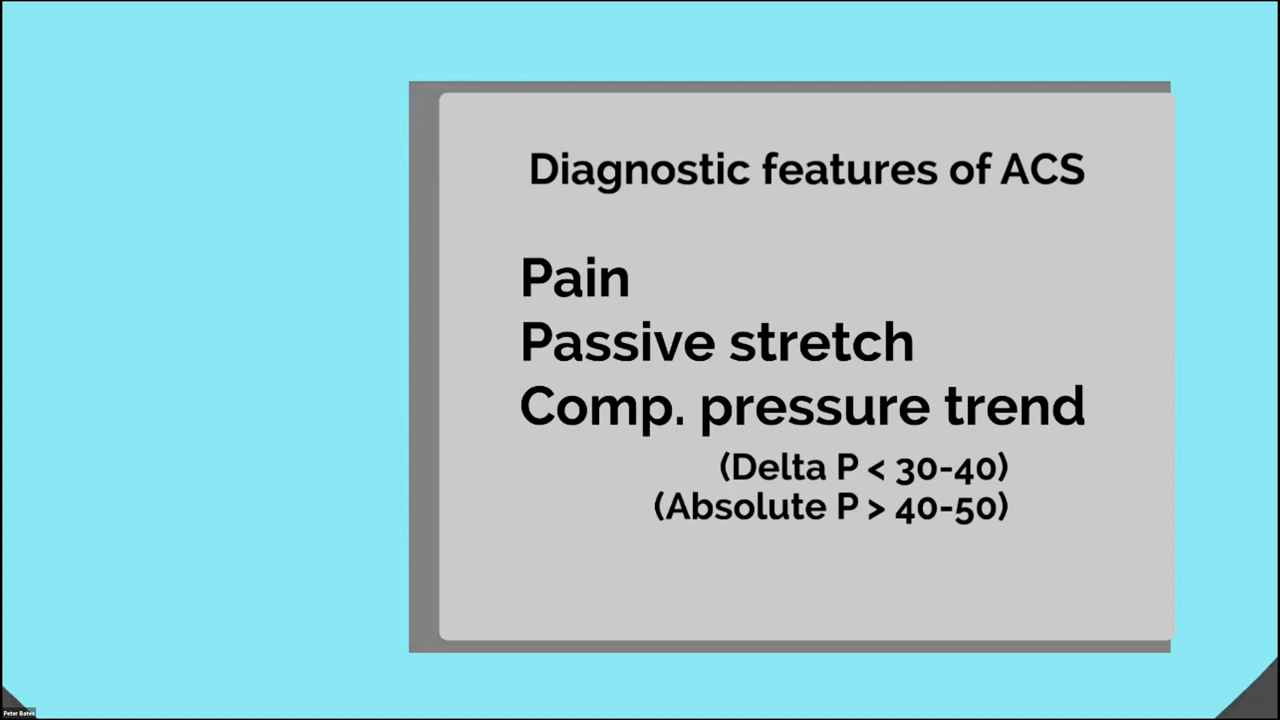 Diagnostic features of ACS
Pain
Passive stretch
Comp. pressure trend
(Delta P < 30-40)
(Absolute P > 40-50)
Peter Bates